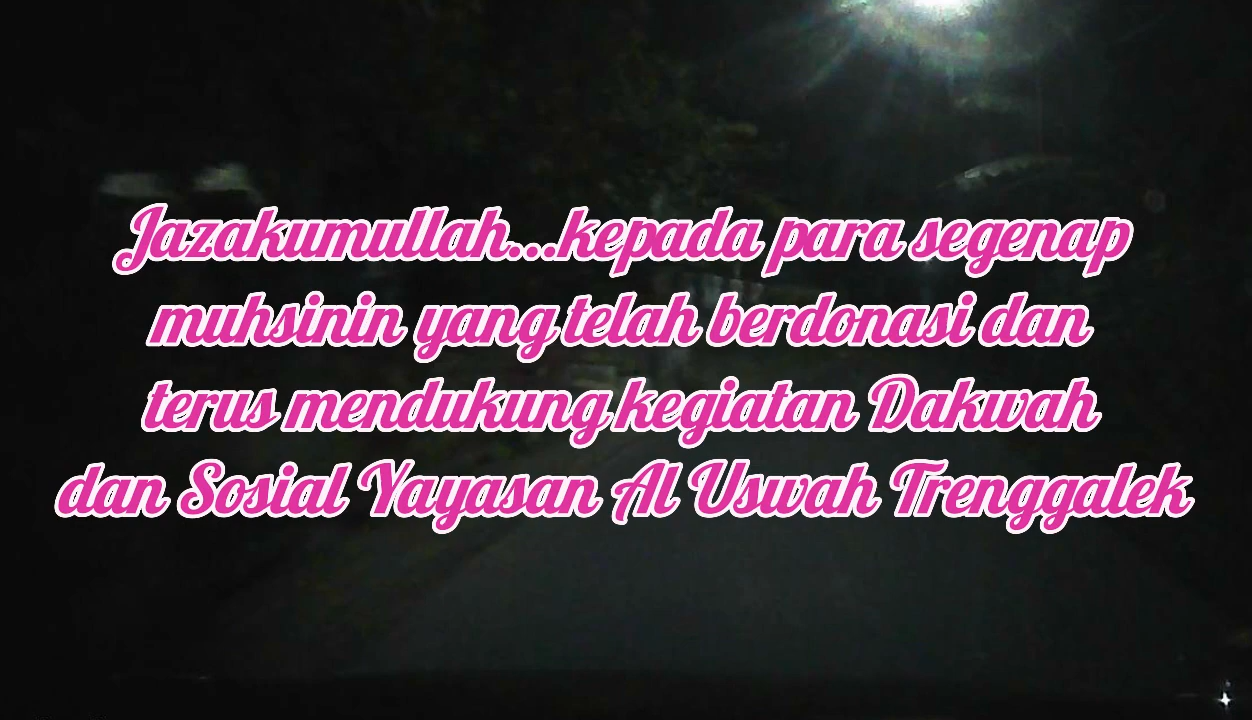 Jazakumullah...kepada para segenap
muhsinin yang telah berdonasi dan
terus mendukung kegiatan Dakwah
dan Sosial Yayasan Al Uswah Trenggalek